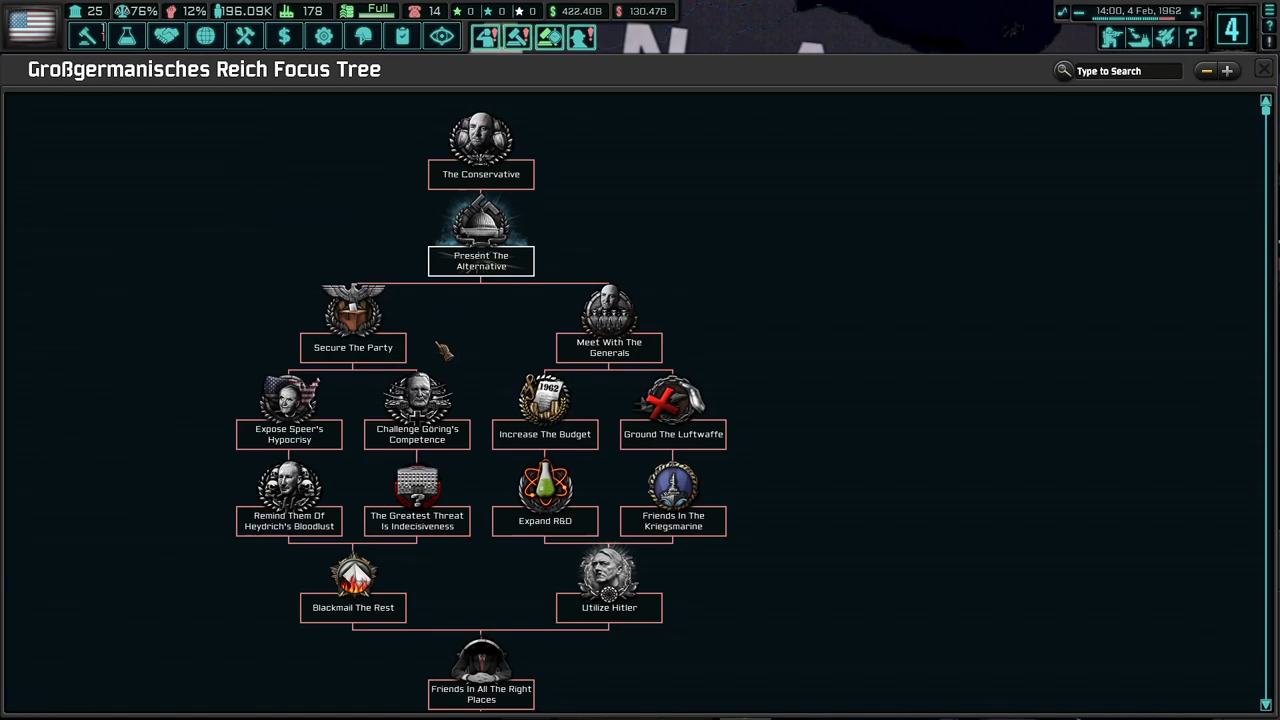 25 76% 12% 196.09K 178 Full 14 0 0 0 $ 422.40B $ 130.47B
14:00, 4 Feb, 1962
4
Großgermanisches Reich Focus Tree
Type to Search
The Conservative
Present The
Alternative
Secure The Party
Meet With The
Generals
1962
Expose Speer's
Hypocrisy
Challenge Göring's
Competence
Increase The Budget
Ground The Luftwaffe
Remind Them Of
Heydrich's Bloodlust
The Greatest Threat
Is Indecisiveness
Expand R&D
Friends In The
Kriegsmarine
Blackmail The Rest
Utilize Hitler
Friends In All The Right
Places